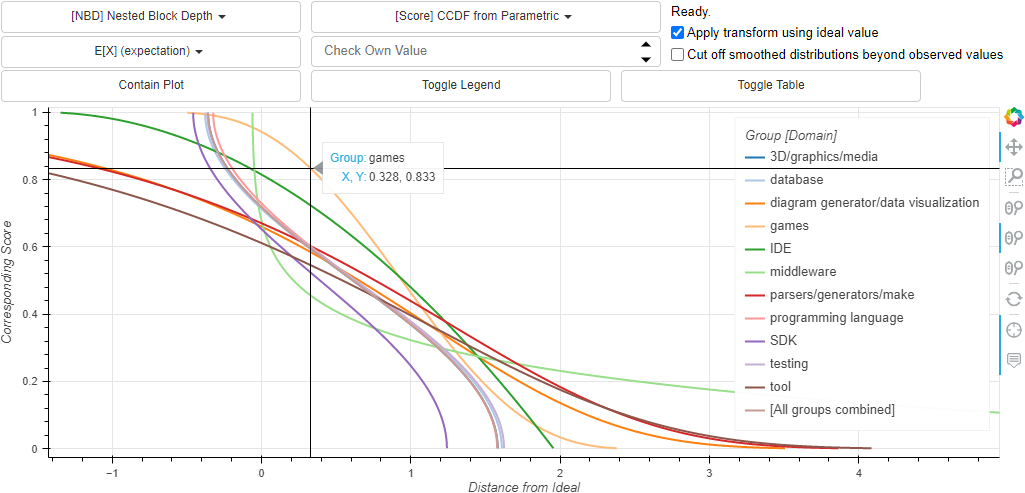 [NBD] Nested Block Depth
[Score] CCDF from Parametric
Ready.
Apply transform using ideal value
E[X] (expectation)
Check Own Value
Cut off smoothed distributions beyond observed values
Contain Plot
Toggle Legend
Toggle Table
Corresponding Score
1
0.8
0.6
0.4
0.2
0
Group: games
X, Y: 0.328, 0.833
Group [Domain]
3D/graphics/media
database
diagram generator/data visualization
games
IDE
middleware
parsers/generators/make
programming language
SDK
testing
tool
[All groups combined]
−1
0
1
2
3
4
Distance from Ideal